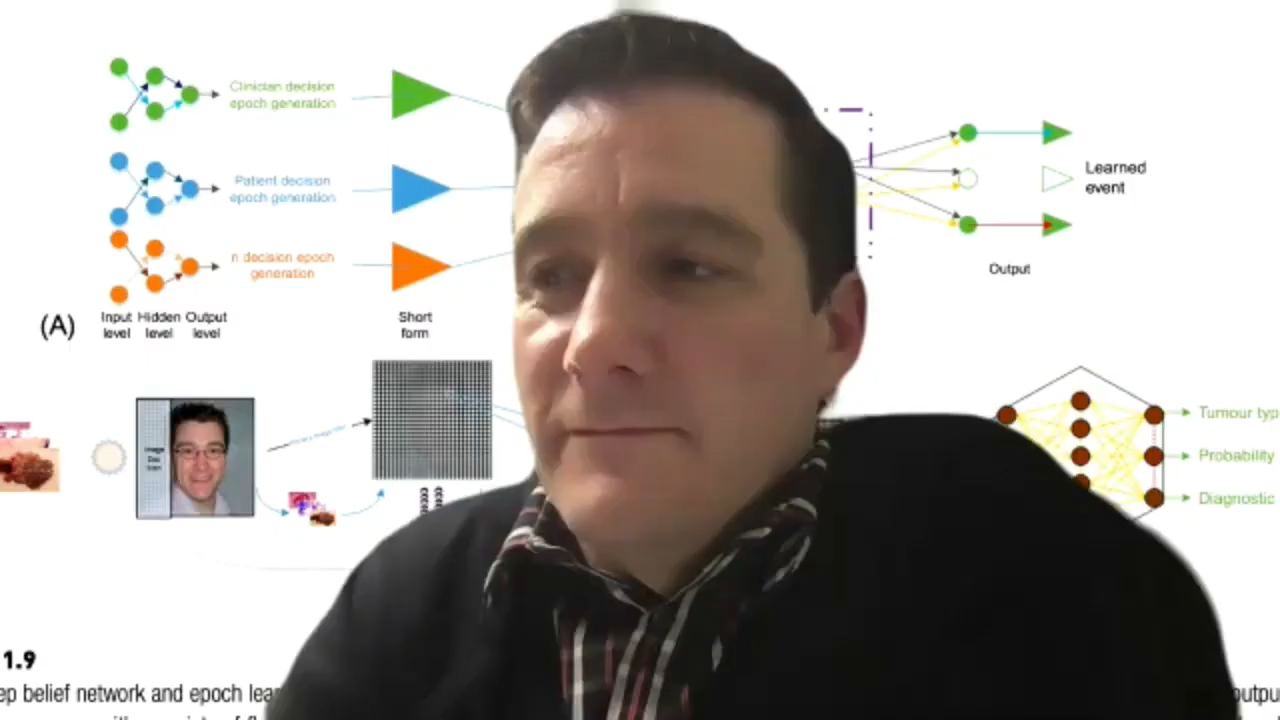 Clinician decision
epoch generation
Patient decision
epoch generation
n decision epoch
generation
Learned
event
Output
(A)
Input Hidden Output
level level level
Short
form
Tumour typ
Probability
Diagnostic
1.9
ep belief network and epoch lear
outpu